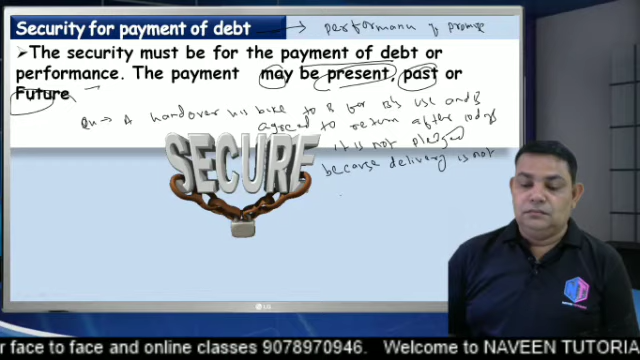 Security for payment of debt → performance of promise
➢The security must be for the payment of debt or
performance. The payment may be present, past or
Future
A handover his bike to B for B's use and B
agreed to return after 10 days
it is not pledged
because delivery is not
SECURE
LG
r face to face and online classes 9078970946. Welcome to NAVEEN TUTORIA